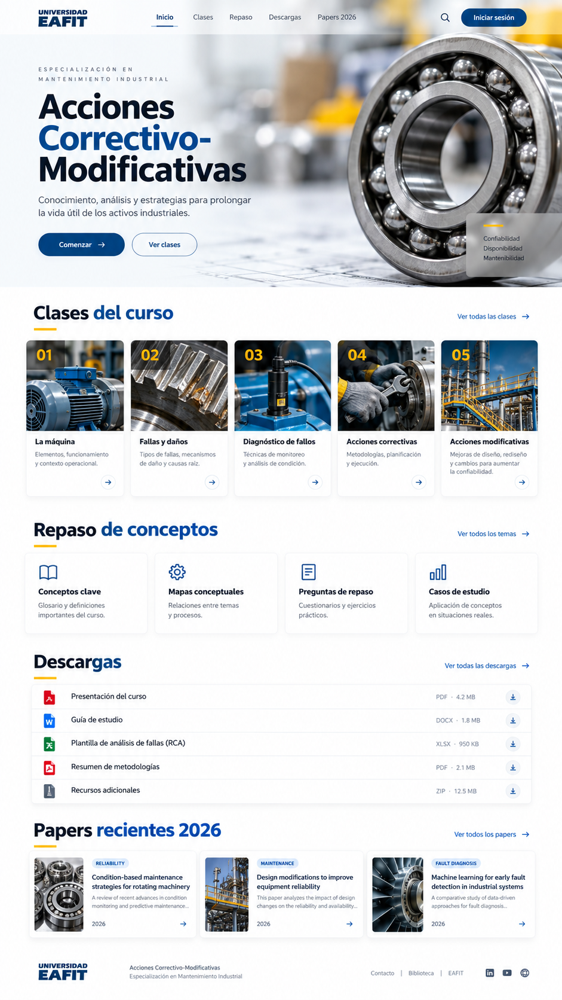 UNIVERSIDAD
EAFIT
Inicio
Clases
Repaso
Descargas
Papers 2026
Iniciar sesión
ESPECIALIZACIÓN EN
MANTENIMIENTO INDUSTRIAL
Acciones
Correctivo-
Modificativas
Conocimiento, análisis y estrategias para prolongar
la vida útil de los activos industriales.
Comenzar
Ver clases
Confiabilidad
Disponibilidad
Mantenibilidad
Clases del curso
Ver todas las clases
01
La máquina
Elementos, funcionamiento
y contexto operacional.
02
Fallas y daños
Tipos de fallas, mecanismos
de daño y causas raíz.
03
Diagnóstico de fallos
Técnicas de monitoreo
y análisis de condición.
04
Acciones correctivas
Metodologías, planificación
y ejecución.
05
Acciones modificativas
Mejoras de diseño, rediseño
y cambios para aumentar
la confiabilidad.
Repaso de conceptos
Ver todos los temas
Conceptos clave
Glosario y definiciones
importantes del curso.
Mapas conceptuales
Relaciones entre temas
y procesos.
Preguntas de repaso
Cuestionarios y ejercicios
prácticos.
Casos de estudio
Aplicación de conceptos
en situaciones reales.
Descargas
Ver todas las descargas
Presentación del curso
PDF · 4.2 MB
W
Guía de estudio
DOCX · 1.8 MB
Plantilla de análisis de fallas (RCA)
XLSX · 950 KB
Resumen de metodologías
PDF · 2.1 MB
Recursos adicionales
ZIP · 12.5 MB
Papers recientes 2026
Ver todos los papers
RELIABILITY
Condition-based maintenance
strategies for rotating machinery
A review of recent advances in condition
monitoring and predictive maintenance...
2026
MAINTENANCE
Design modifications to improve
equipment reliability
This paper analyzes the impact of design
changes on the reliability and availability...
2026
FAULT DIAGNOSIS
Machine learning for early fault
detection in industrial systems
A comparative study of data-driven
approaches for fault diagnosis...
2026
UNIVERSIDAD
EAFIT
Acciones Correctivo-Modificativas
Especialización en Mantenimiento Industrial
Contacto | Biblioteca | EAFIT
in